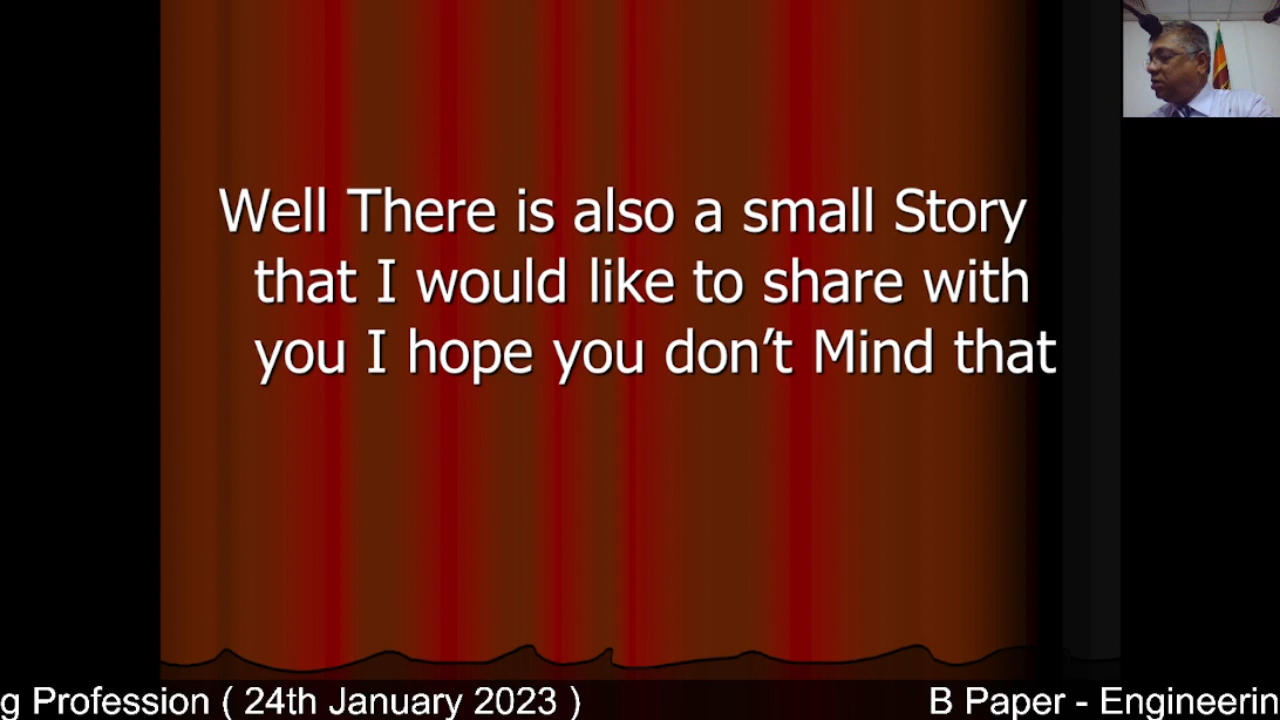 Well There is also a small Story
that I would like to share with
you I hope you don’t Mind that
g Profession ( 24th January 2023 )
B Paper - Engineerin